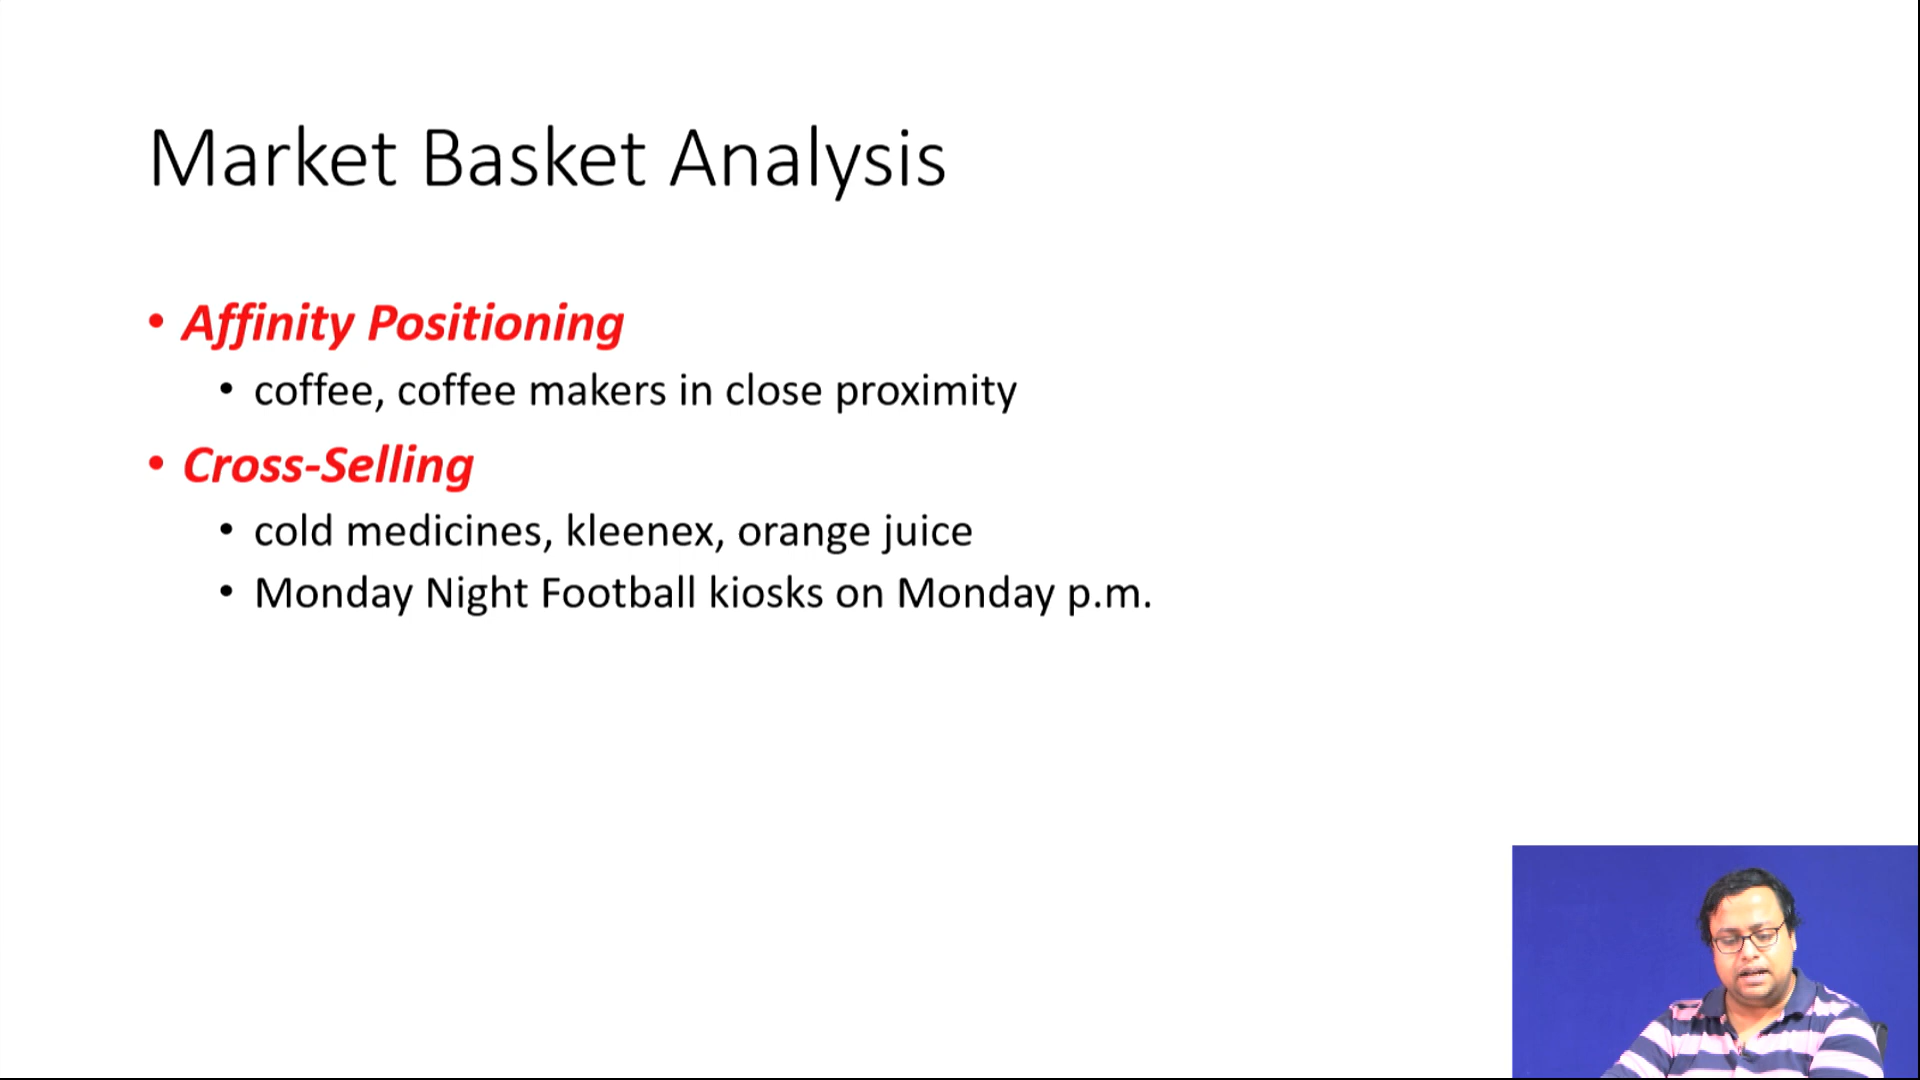 Market Basket Analysis
• Affinity Positioning
• coffee, coffee makers in close proximity
• Cross-Selling
• cold medicines, kleenex, orange juice
• Monday Night Football kiosks on Monday p.m.